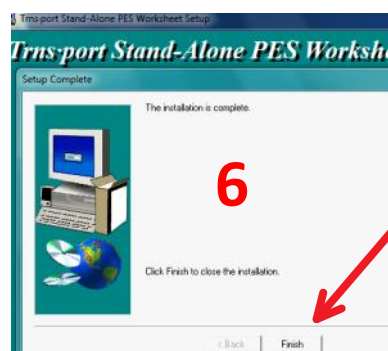 Trns·port Stand-Alone PES Worksheet Setup
Trns·port Stand-Alone PES Workshe
Setup Complete
The installation is complete.
6
Click Finish to close the installation.
< Back Finish